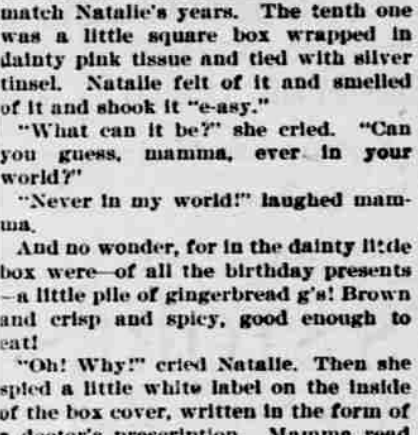 match Natalie's years. The tenth one
was a little square box wrapped in
dainty pink tissue and tied with silver
tinsel. Natalie felt of it and smelled
of it and shook it "e-asy."
"What can it be?" she cried. "Can
you guess, mamma, ever in your
world?"
"Never in my world!" laughed mam-
ma.
And no wonder, for in the dainty little
box were—of all the birthday presents
—a little pile of gingerbread g's! Brown
and crisp and spicy, good enough to
eat!
"Oh! Why!" cried Natalie. Then she
spied a little white label on the inside
of the box cover, written in the form of
a doctor's prescription. Mamma read